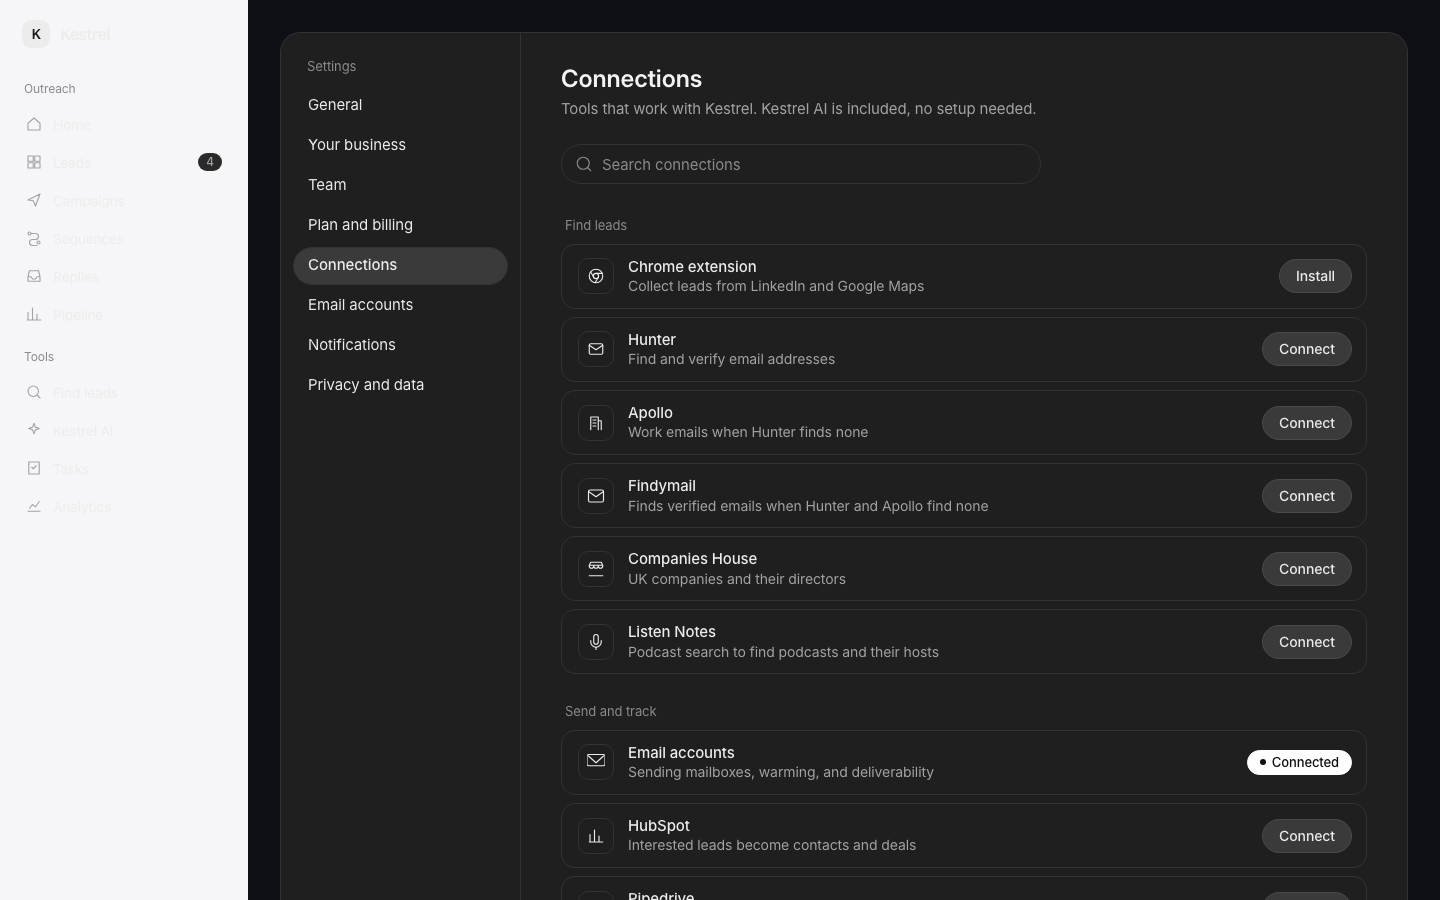 K Kestrel
Outreach
Home
Leads 4
Campaigns
Sequences
Replies
Pipeline
Tools
Find leads
Kestrel AI
Tasks
Analytics
Settings
General
Your business
Team
Plan and billing
Connections
Email accounts
Notifications
Privacy and data
Connections
Tools that work with Kestrel. Kestrel AI is included, no setup needed.
Search connections
Find leads
Chrome extension
Collect leads from LinkedIn and Google Maps
Install
Hunter
Find and verify email addresses
Connect
Apollo
Work emails when Hunter finds none
Connect
Findymail
Finds verified emails when Hunter and Apollo find none
Connect
Companies House
UK companies and their directors
Connect
Listen Notes
Podcast search to find podcasts and their hosts
Connect
Send and track
Email accounts
Sending mailboxes, warming, and deliverability
Connected
HubSpot
Interested leads become contacts and deals
Connect
Pipedrive